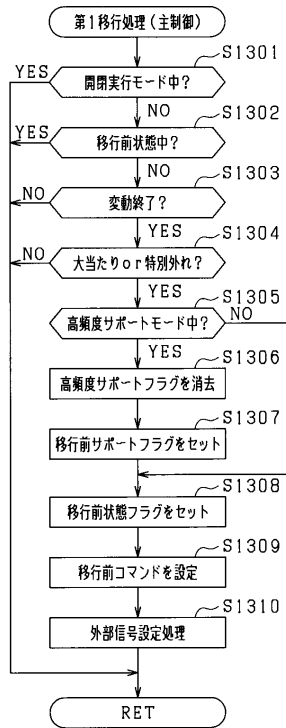 第1移行処理(主制御)
S1301
YES
開閉実行モード中?
NO
S1302
YES
移行前状態中?
NO
S1303
NO
変動終了?
YES
S1304
NO
大当たりor特別外れ?
YES
S1305
高頻度サポートモード中?
NO
YES
S1306
高頻度サポートフラグを消去
S1307
移行前サポートフラグをセット
S1308
移行前状態フラグをセット
S1309
移行前コマンドを設定
S1310
外部信号設定処理
RET